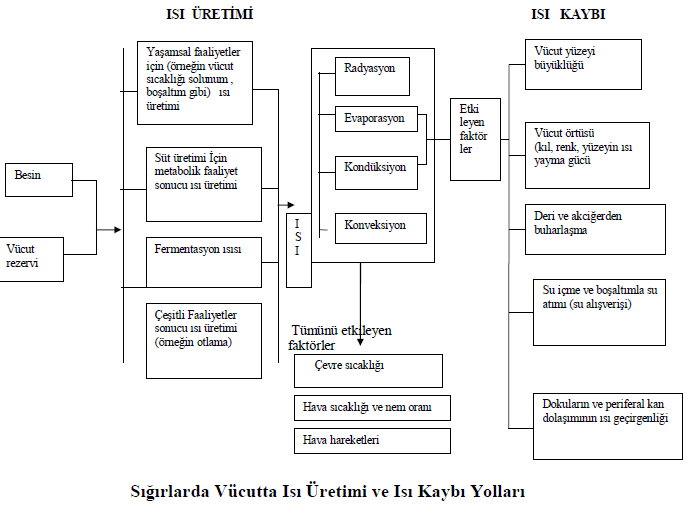 ISI ÜRETİMİ
ISI KAYBI
Besin
Vücut
rezervi
Yaşamsal faaliyetler
için (örneğin vücut
sıcaklığı solunum ,
boşaltım gibi) ısı
üretimi
Süt üretimi İçin
metabolik faaliyet
sonucu ısı üretimi
Fermentasyon ısısı
Çeşitli Faaliyetler
sonucu ısı üretimi
(örneğin otlama)
I
S
I
Radyasyon
Evaporasyon
Kondüksiyon
Konveksiyon
Etki
leyen
faktör
ler
Vücut yüzeyi
büyüklüğü
Vücut örtüsü
(kıl, renk, yüzeyin ısı
yayma gücü
Deri ve akciğerden
buharlaşma
Su içme ve boşaltımla su
atımı (su alışverişi)
Dokuların ve periferal kan
dolaşımının ısı geçirgenliği
Tümünü etkileyen
faktörler
Çevre sıcaklığı
Hava sıcaklığı ve nem oranı
Hava hareketleri
Sığırlarda Vücutta Isı Üretimi ve Isı Kaybı Yolları